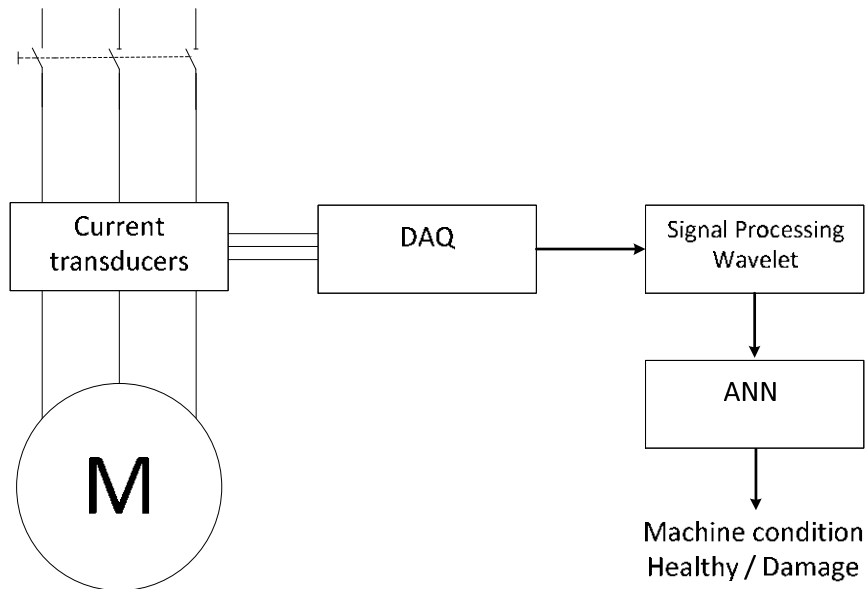 Current
transducers
DAQ
Signal Processing
Wavelet
ANN
M
Machine condition
Healthy / Damage